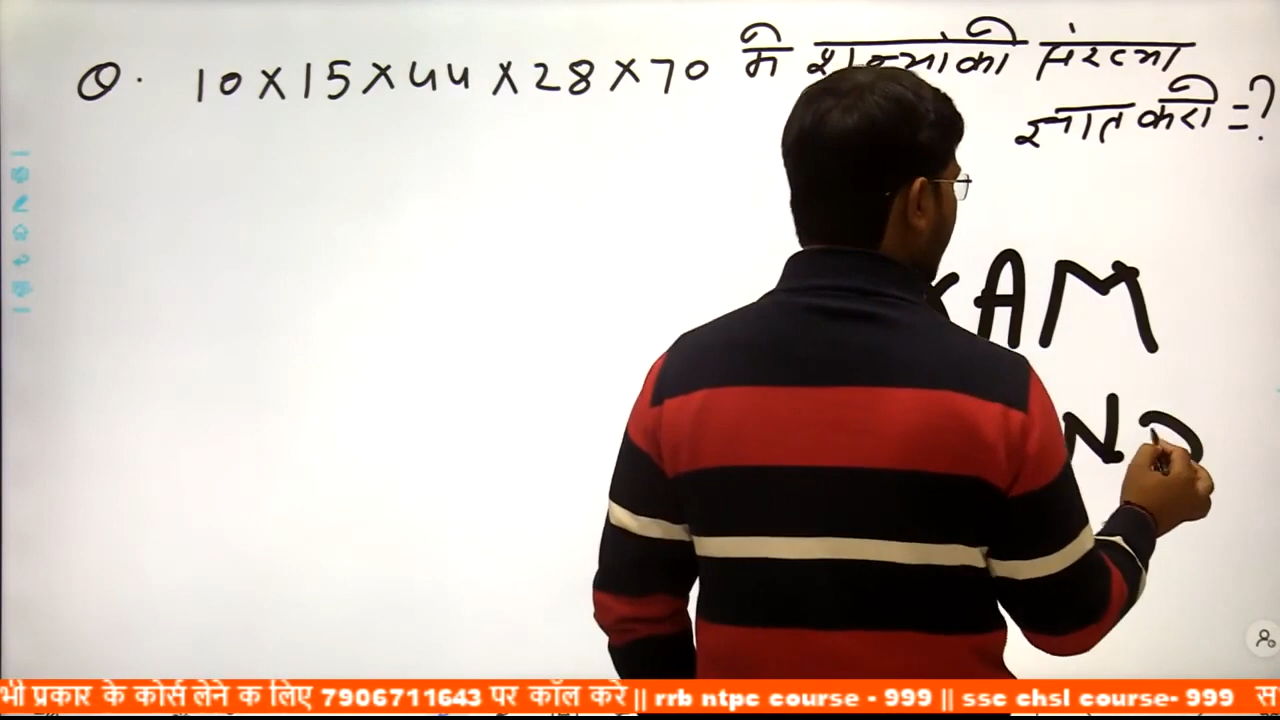 Q. 10×15×44×28×70 में शून्यों की संख्या
ज्ञात करो =?
AM
ND
भी प्रकार के कोर्स लेने क लिए 7906711643 पर कॉल करे || rrb ntpc course - 999 || ssc chsl course- 999 स